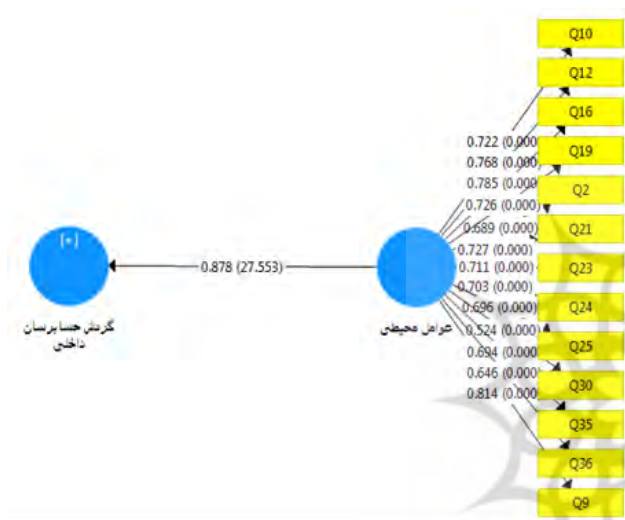 Q10
Q12
Q16
Q19
Q2
Q21
Q23
Q24
Q25
Q30
Q35
Q36
Q9
0.722 (0.000
0.768 (0.000
0.785 (0.000
0.726 (0.000)
0.689 (0.000)
0.727 (0.000)
0.711 (0.000)
0.703 (0.000)
0.696 (0.000)
0.524 (0.000)
0.694 (0.000
0.646 (0.000)
0.814 (0.000)
[+]
0.878 (27.553)
گردش حسابرسان
داخلی
عوامل محیطی